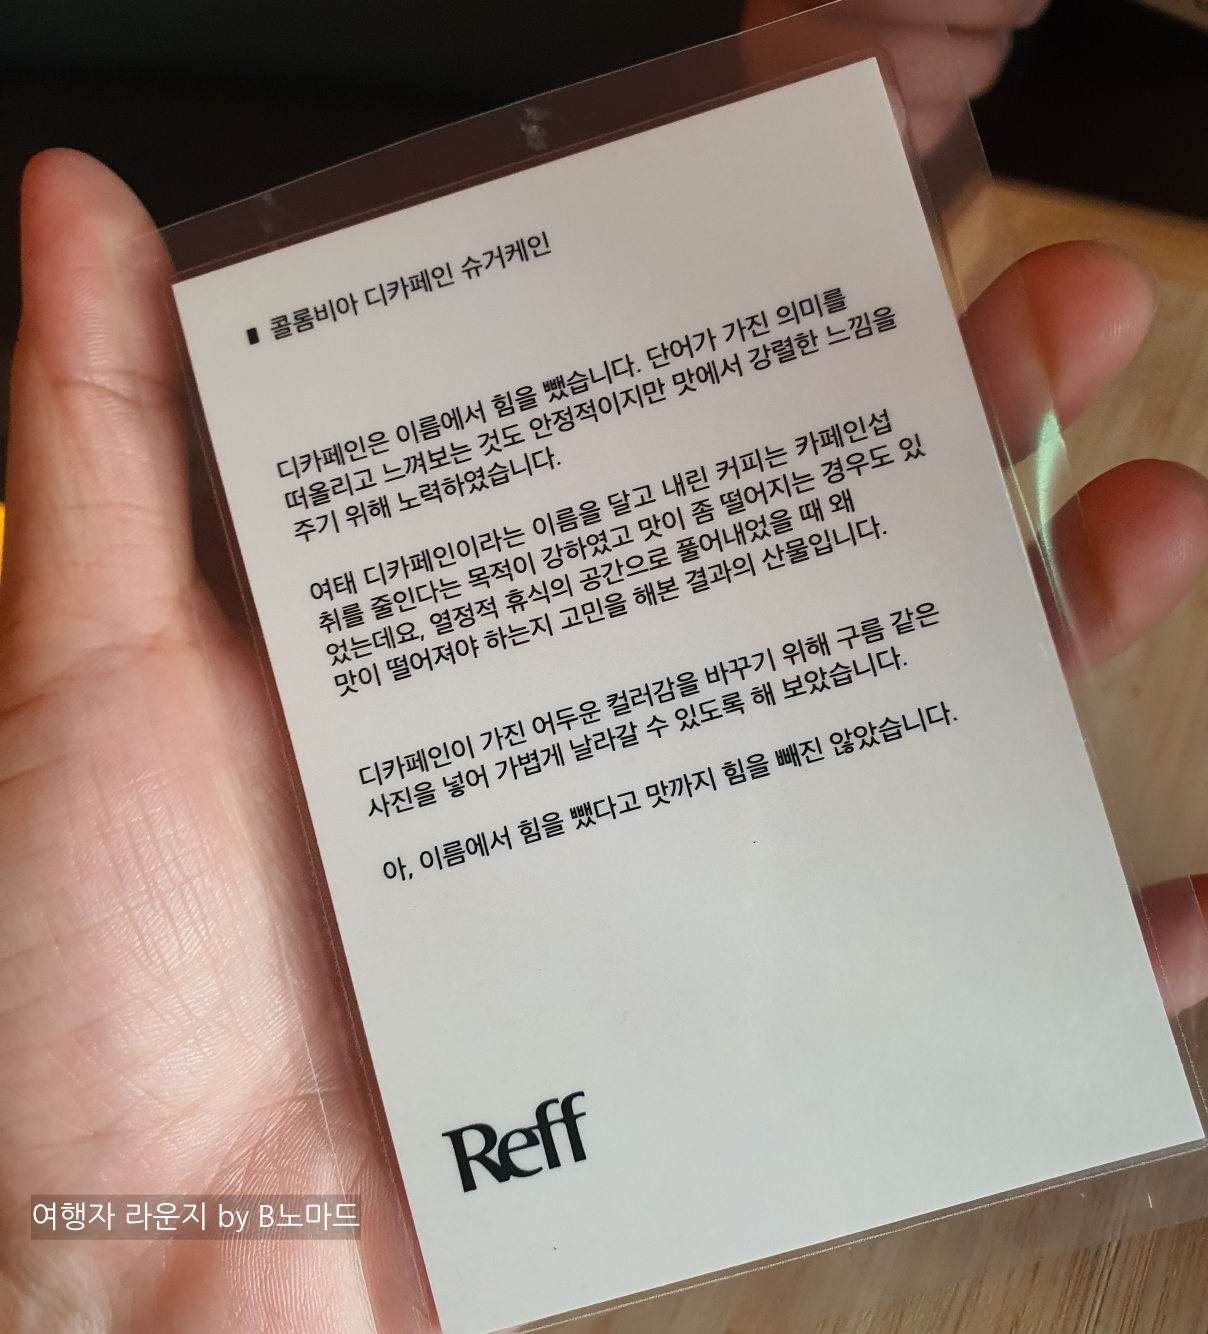 콜롬비아 디카페인 슈거케인
디카페인은 이름에서 힘을 뺐습니다. 단어가 가진 의미를
떠올리고 느껴보는 것도 안정적이지만 맛에서 강렬한 느낌을
주기 위해 노력하였습니다.
여태 디카페인이라는 이름을 달고 내린 커피는 카페인섭
취를 줄인다는 목적이 강하였고 맛이 좀 떨어지는 경우도 있
었는데요, 열정적 휴식의 공간으로 풀어내었을 때 왜
맛이 떨어져야 하는지 고민을 해본 결과의 산물입니다.
디카페인이 가진 어두운 컬러감을 바꾸기 위해 구름 같은
사진을 넣어 가볍게 날라갈 수 있도록 해 보았습니다.
아, 이름에서 힘을 뺐다고 맛까지 힘을 빼진 않았습니다.
Reff
여행자 라운지 by B노마드